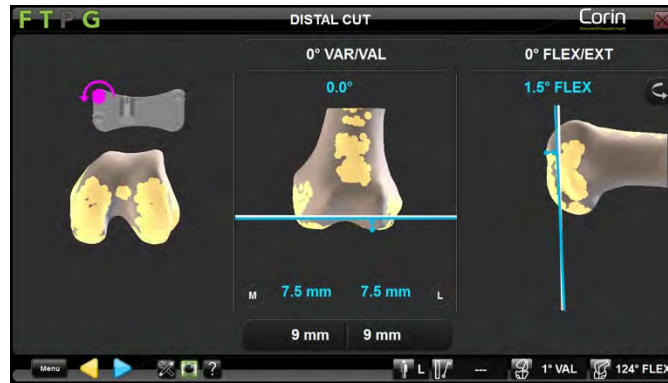 F T P G
DISTAL CUT
Corin
0° VAR/VAL
0° FLEX/EXT
0.0°
1.5° FLEX
M
7.5 mm
7.5 mm
L
9 mm
9 mm
Menu
?
L
---
1° VAL
124° FLEX